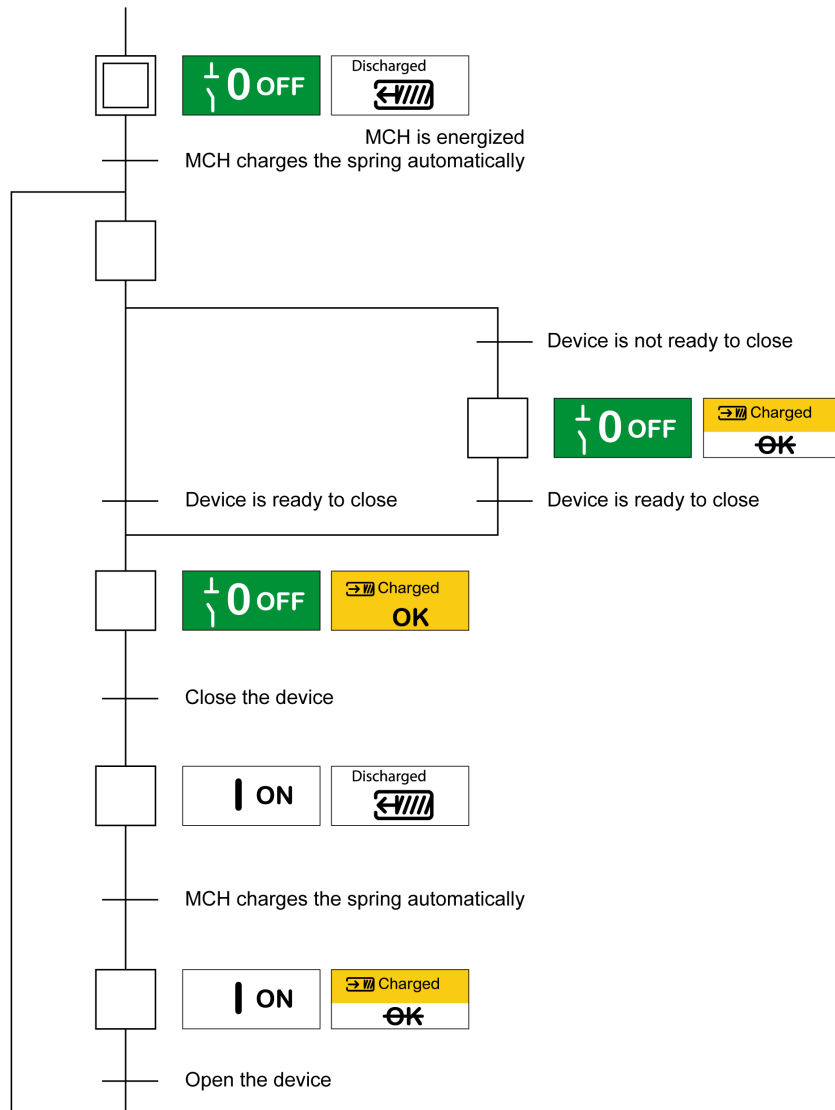 0 OFF
Discharged
MCH is energized
MCH charges the spring automatically
Device is not ready to close
0 OFF
Charged
OK
Device is ready to close
Device is ready to close
0 OFF
Charged
OK
Close the device
I ON
Discharged
MCH charges the spring automatically
I ON
Charged
OK
Open the device